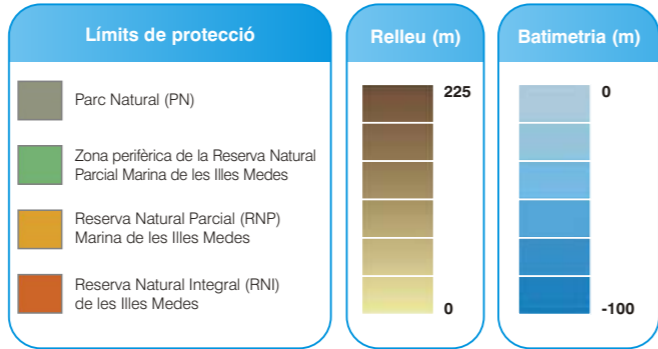 Límits de protecció
Parc Natural (PN)
Zona perifèrica de la Reserva Natural
Parcial Marina de les Illes Medes
Reserva Natural Parcial (RNP)
Marina de les Illes Medes
Reserva Natural Integral (RNI)
de les Illes Medes
Relleu (m)
225
0
Batimetria (m)
0
-100